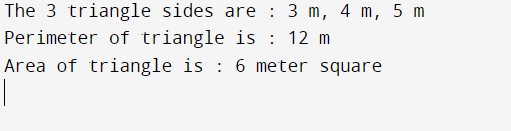 The 3 triangle sides are : 3 m, 4 m, 5 m
Perimeter of triangle is : 12 m
Area of triangle is : 6 meter square